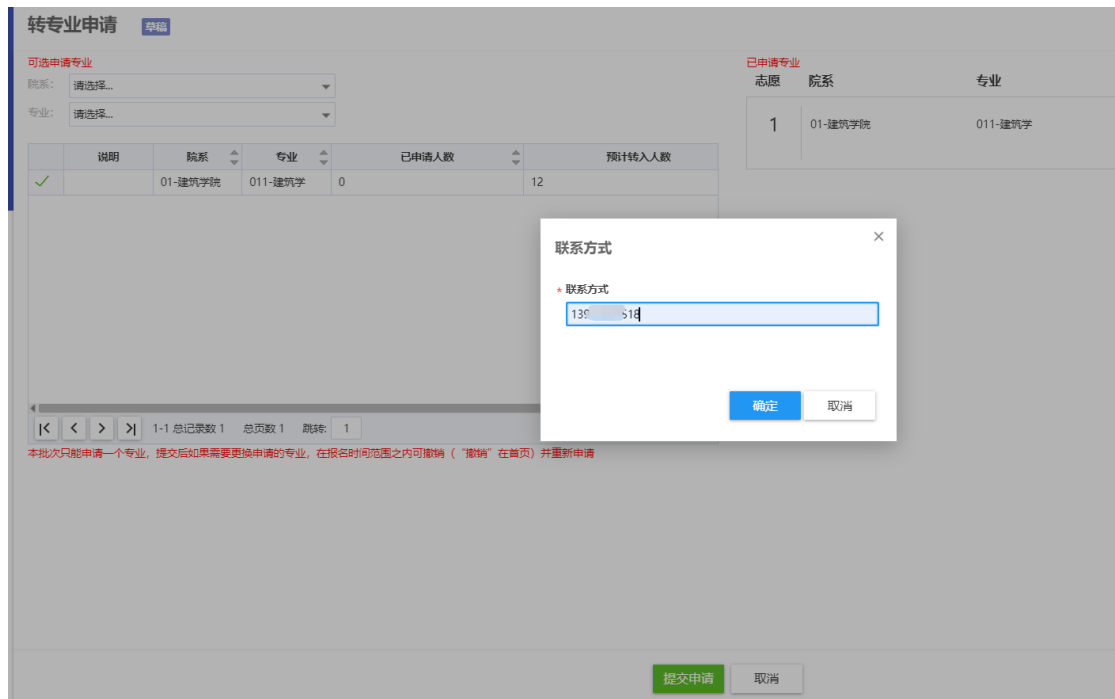 转专业申请 草稿
可选申请专业
院系: 请选择...
专业: 请选择...
说明 院系 专业 已申请人数 预计转入人数
01-建筑学院 011-建筑学 0 12
1-1 总记录数 1 总页数 1 跳转: 1
本批次只能申请一个专业，提交后如果需要更换申请的专业，在报名时间范围之内可撤销（“撤销”在首页）并重新申请
已申请专业
志愿 院系 专业
1 01-建筑学院 011-建筑学
联系方式
* 联系方式
139 618
确定 取消
提交申请 取消